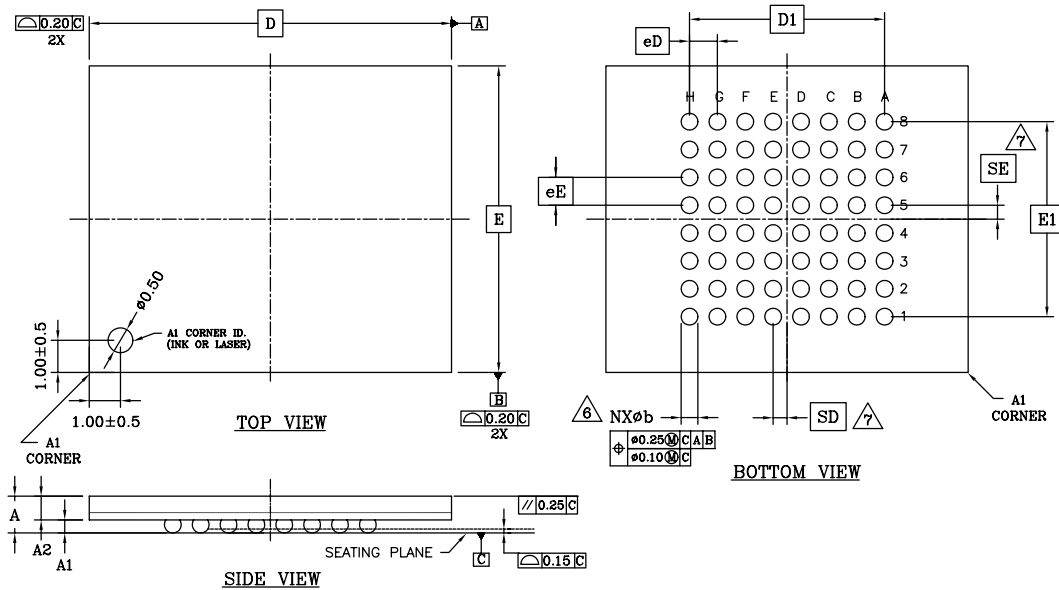 ⌓ 0.20 C
2X
D
A
E
ø0.50
A1 CORNER ID.
(INK OR LASER)
1.00±0.5
1.00±0.5
A1
CORNER
TOP VIEW
B
⌓ 0.20 C
2X
D1
eD
H G F E D C B A
8
7
6
5
4
3
2
1
7
SE
eE
E1
6
NXøb
⌖ ø0.25 Ⓜ C A B
ø0.10 Ⓜ C
SD
7
A1
CORNER
BOTTOM VIEW
A
A2
A1
// 0.25 C
SEATING PLANE
C
⌓ 0.15 C
SIDE VIEW